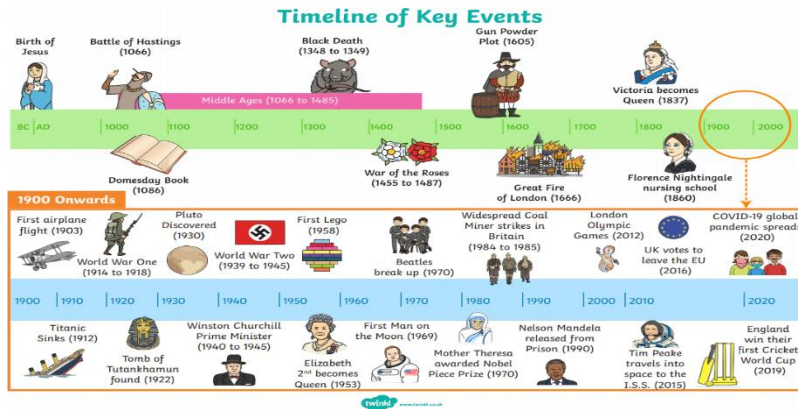 Timeline of Key Events
Birth of
Jesus
Battle of Hastings
(1066)
Black Death
(1348 to 1349)
Gun Powder
Plot (1605)
Victoria becomes
Queen (1837)
Middle Ages (1066 to 1485)
BC AD 1000 1100 1200 1300 1400 1500 1600 1700 1800 1900 2000
Domesday Book
(1086)
War of the Roses
(1455 to 1487)
Great Fire
of London (1666)
Florence Nightingale
nursing school
(1860)
1900 Onwards
First airplane
flight (1903)
World War One
(1914 to 1918)
Pluto
Discovered
(1930)
World War Two
(1939 to 1945)
First Lego
(1958)
Beatles
break up (1970)
Widespread Coal
Miner strikes in
Britain
(1984 to 1985)
London
Olympic
Games (2012)
UK votes to
leave the EU
(2016)
COVID-19 global
pandemic spreads
(2020)
1900 1910 1920 1930 1940 1950 1960 1970 1980 1990 2000 2010 2020
Titanic
Sinks (1912)
Tomb of
Tutankhamun
found (1922)
Winston Churchill
Prime Minister
(1940 to 1945)
Elizabeth
2nd becomes
Queen (1953)
First Man on
the Moon (1969)
Mother Theresa
awarded Nobel
Piece Prize (1970)
Nelson Mandela
released from
Prison (1990)
Tim Peake
travels into
space to the
I.S.S. (2015)
England
win their
first Cricket
World Cup
(2019)
twinkl www.twinkl.co.uk